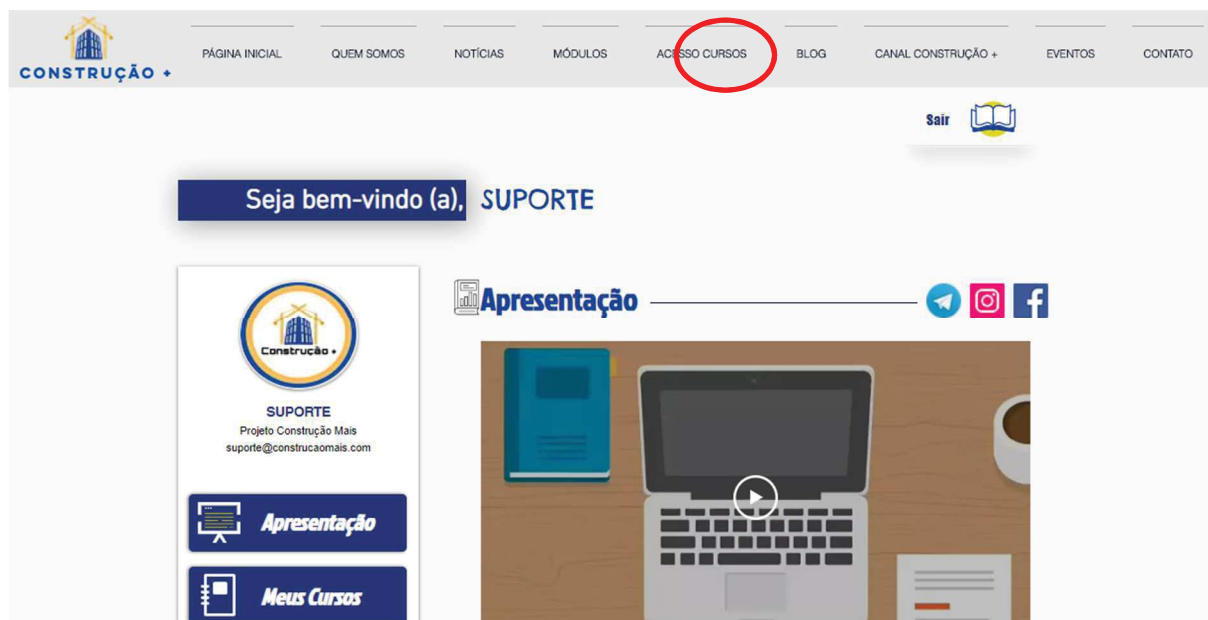 CONSTRUÇÃO +
PÁGINA INICIAL QUEM SOMOS NOTÍCIAS MÓDULOS ACESSO CURSOS BLOG CANAL CONSTRUÇÃO + EVENTOS CONTATO
Sair
Seja bem-vindo (a), SUPORTE
Construção +
SUPORTE
Projeto Construção Mais
suporte@construcaomais.com
Apresentação
Meus Cursos
Apresentação